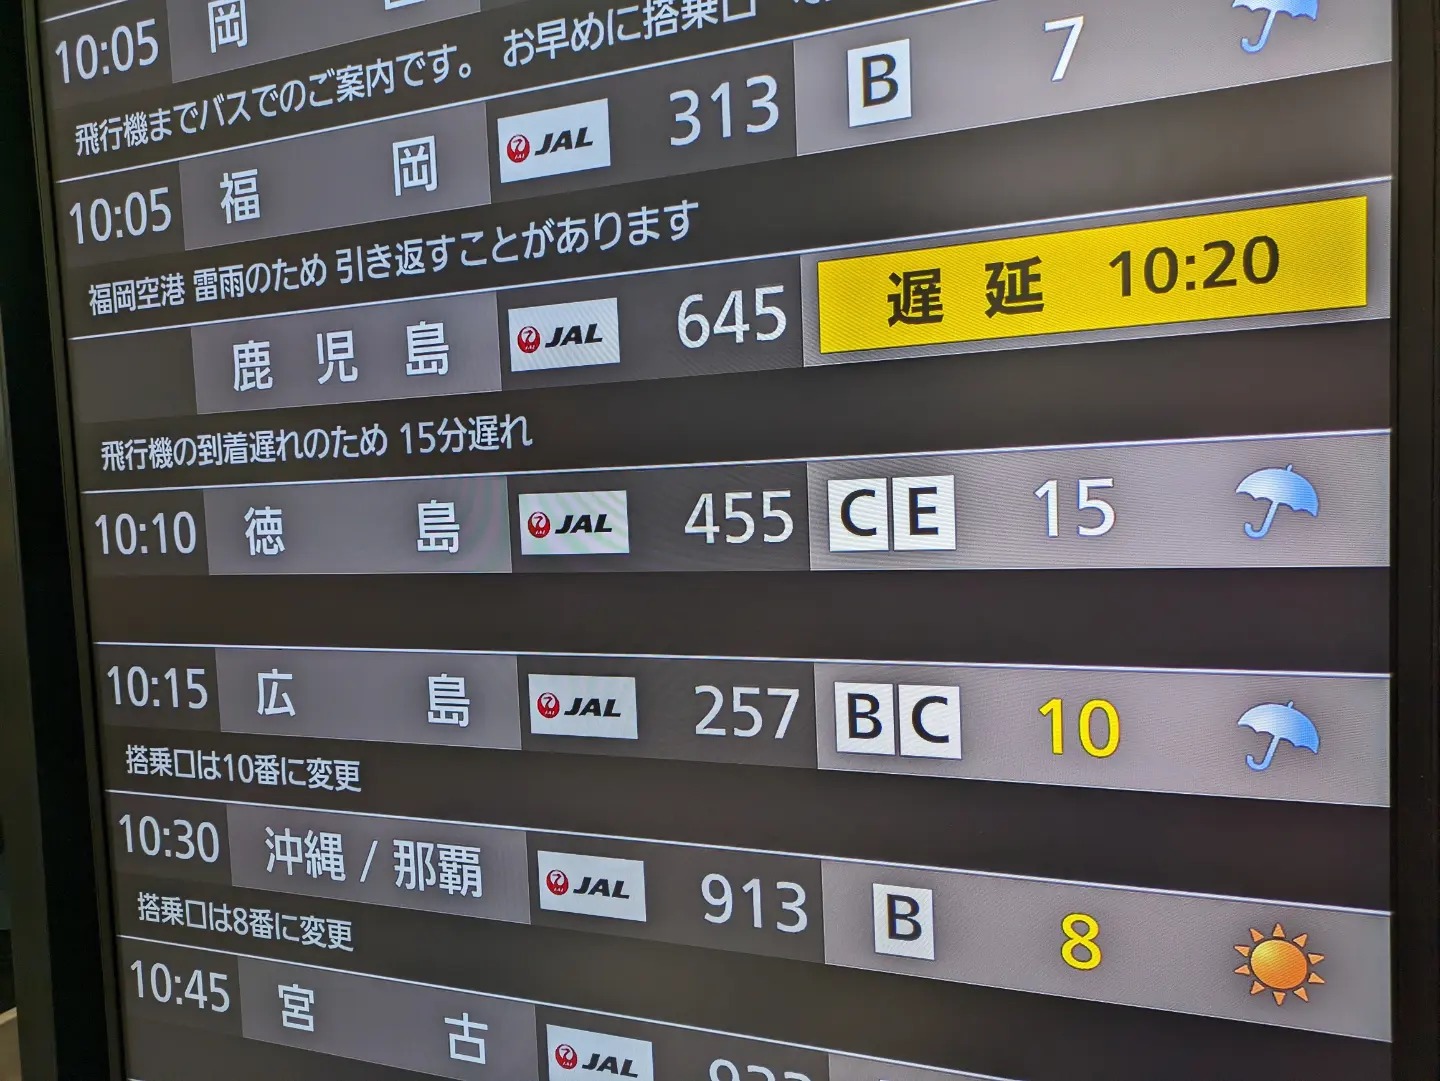 10:05 岡
飛行機までバスでのご案内です。 お早めに搭乗口
10:05 福岡 JAL 313 B 7
福岡空港 雷雨のため 引き返すことがあります
鹿児島 JAL 645 遅延 10:20
飛行機の到着遅れのため 15分遅れ
10:10 徳島 JAL 455 C E 15
10:15 広島 JAL 257 B C 10
搭乗口は10番に変更
10:30 沖縄/那覇 JAL 913 B 8
搭乗口は8番に変更
10:45 宮古 JAL